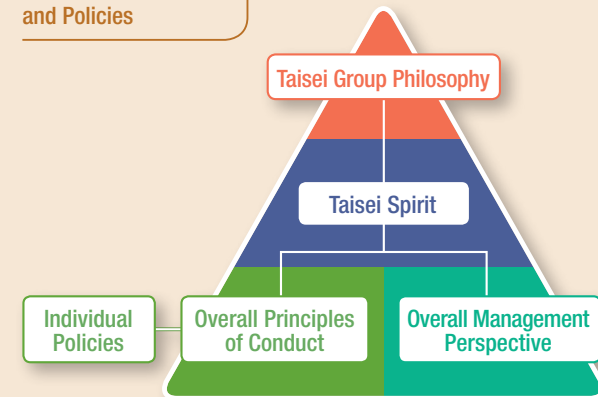 and Policies
Taisei Group Philosophy
Taisei Spirit
Individual
Policies
Overall Principles
of Conduct
Overall Management
Perspective